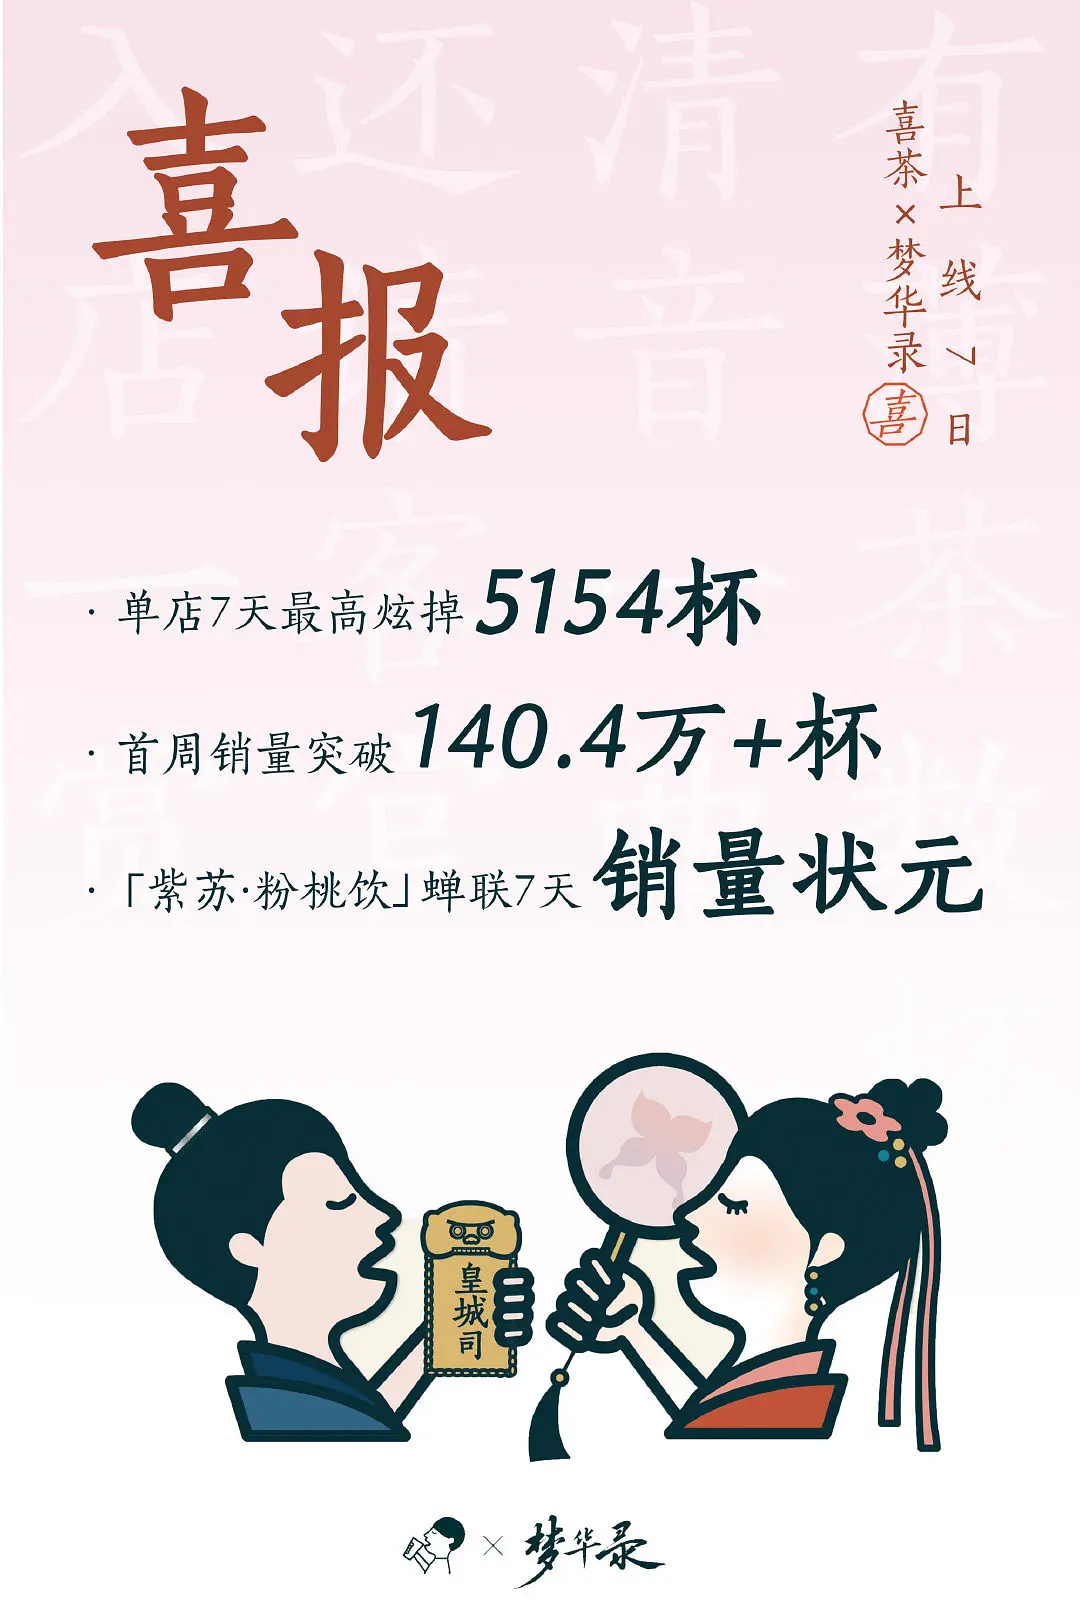 喜报
喜茶×梦华录
喜
上线7日
· 单店7天最高炫掉 5154杯
· 首周销量突破 140.4万+杯
· 「紫苏·粉桃饮」蝉联7天 销量状元
皇城司
× 梦华录